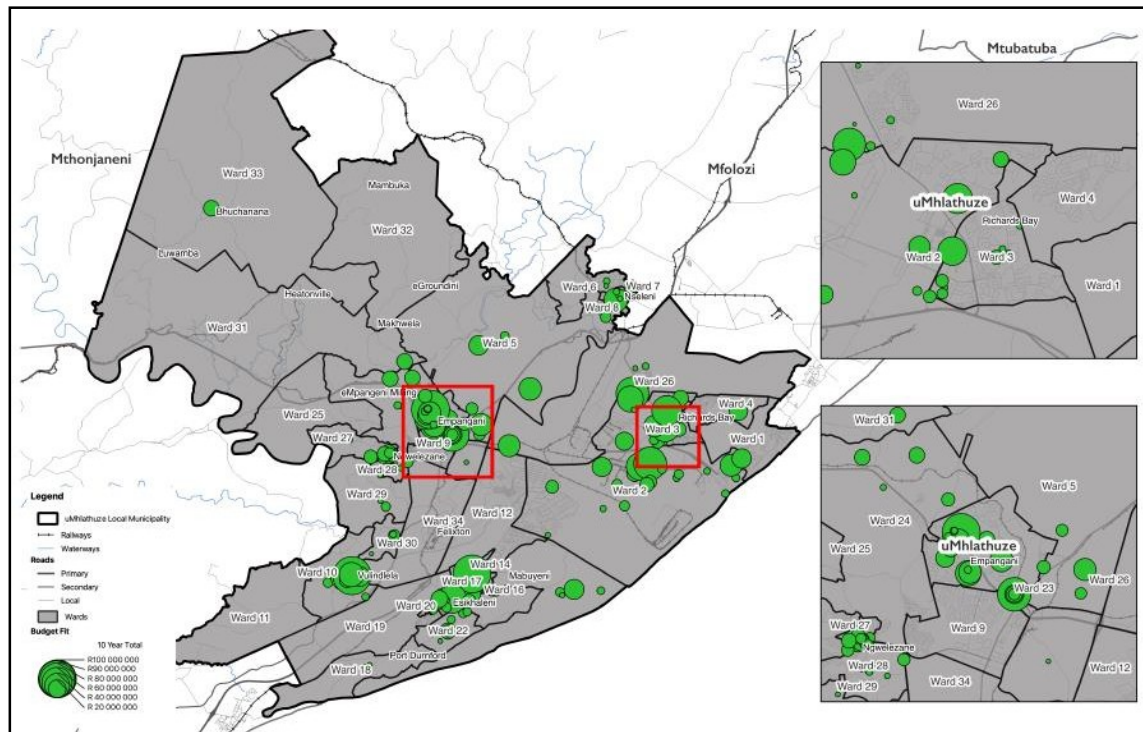 Mtubatuba
Mthonjaneni
Mfolozi
Ward 33
Bhuchanana
Mambuka
Ward 32
Luwamba
eGroundini
Heatonville
Makhwela
Ward 31
Ward 6
Ward 7
Nseleni
Ward 8
Ward 5
eMpangeni Milling
Ward 26
Ward 25
Empangani
Ward 4
Richards Bay
Ward 3
Ward 27
Ward 9
Ward 1
Ngwelezane
Ward 28
Ward 29
Ward 2
Ward 12
Ward 34
Felixton
Ward 30
Ward 10
Vulindlela
Ward 14
Mabuyeni
Ward 17
Ward 16
Ward 20
Esikhaleni
Ward 11
Ward 19
Ward 22
Port Durnford
Ward 18
Legend
uMhlathuze Local Municipality
Railways
Waterways
Roads
Primary
Secondary
Local
Wards
Budget Fit
10 Year Total
R100 000 000
R90 000 000
R 80 000 000
R 60 000 000
R 40 000 000
R 20 000 000
Ward 26
Ward 4
uMhlathuze
Richards Bay
Ward 2
Ward 3
Ward 1
Ward 31
Ward 5
Ward 24
uMhlathuze
Ward 25
Empangani
Ward 26
Ward 23
Ward 9
Ward 27
Ngwelezane
Ward 28
Ward 12
Ward 29
Ward 34